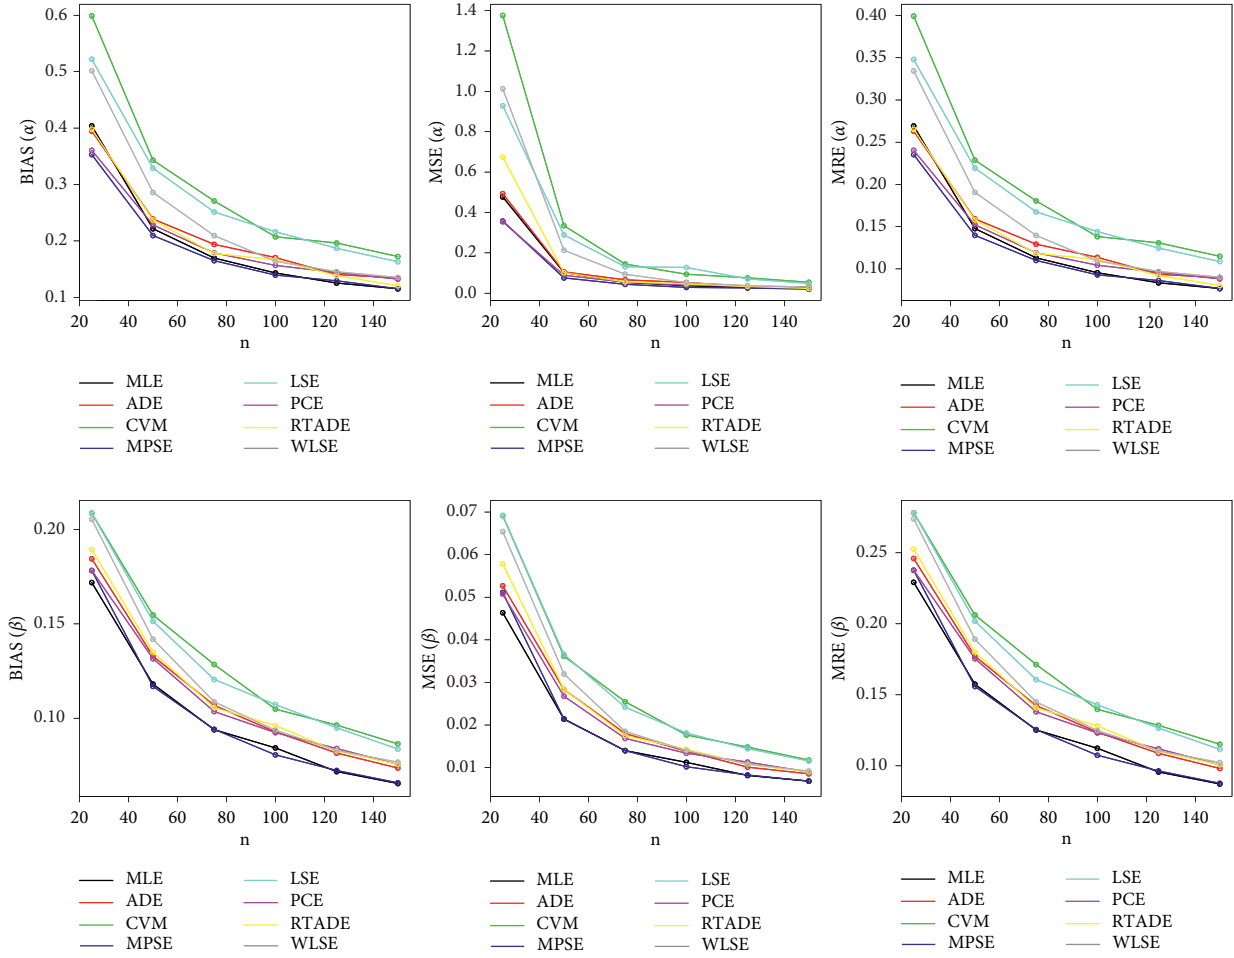 BIAS (α)
0.6
0.5
0.4
0.3
0.2
0.1
20 40 60 80 100 120 140
n
MLE LSE
ADE PCE
CVM RTADE
MPSE WLSE
MSE (α)
1.4
1.2
1.0
0.8
0.6
0.4
0.2
0.0
20 40 60 80 100 120 140
n
MLE LSE
ADE PCE
CVM RTADE
MPSE WLSE
MRE (α)
0.40
0.30
0.25
0.20
0.15
0.10
20 40 60 80 100 120 140
n
MLE LSE
ADE PCE
CVM RTADE
MPSE WLSE
BIAS (β)
0.20
0.15
0.10
20 40 60 80 100 120 140
n
MLE LSE
ADE PCE
CVM RTADE
MPSE WLSE
MSE (β)
0.07
0.06
0.05
0.04
0.03
0.02
0.01
20 40 60 80 100 120 140
n
MLE LSE
ADE PCE
CVM RTADE
MPSE WLSE
MRE (β)
0.25
0.20
0.15
0.10
20 40 60 80 100 120 140
n
MLE LSE
ADE PCE
CVM RTADE
MPSE WLSE